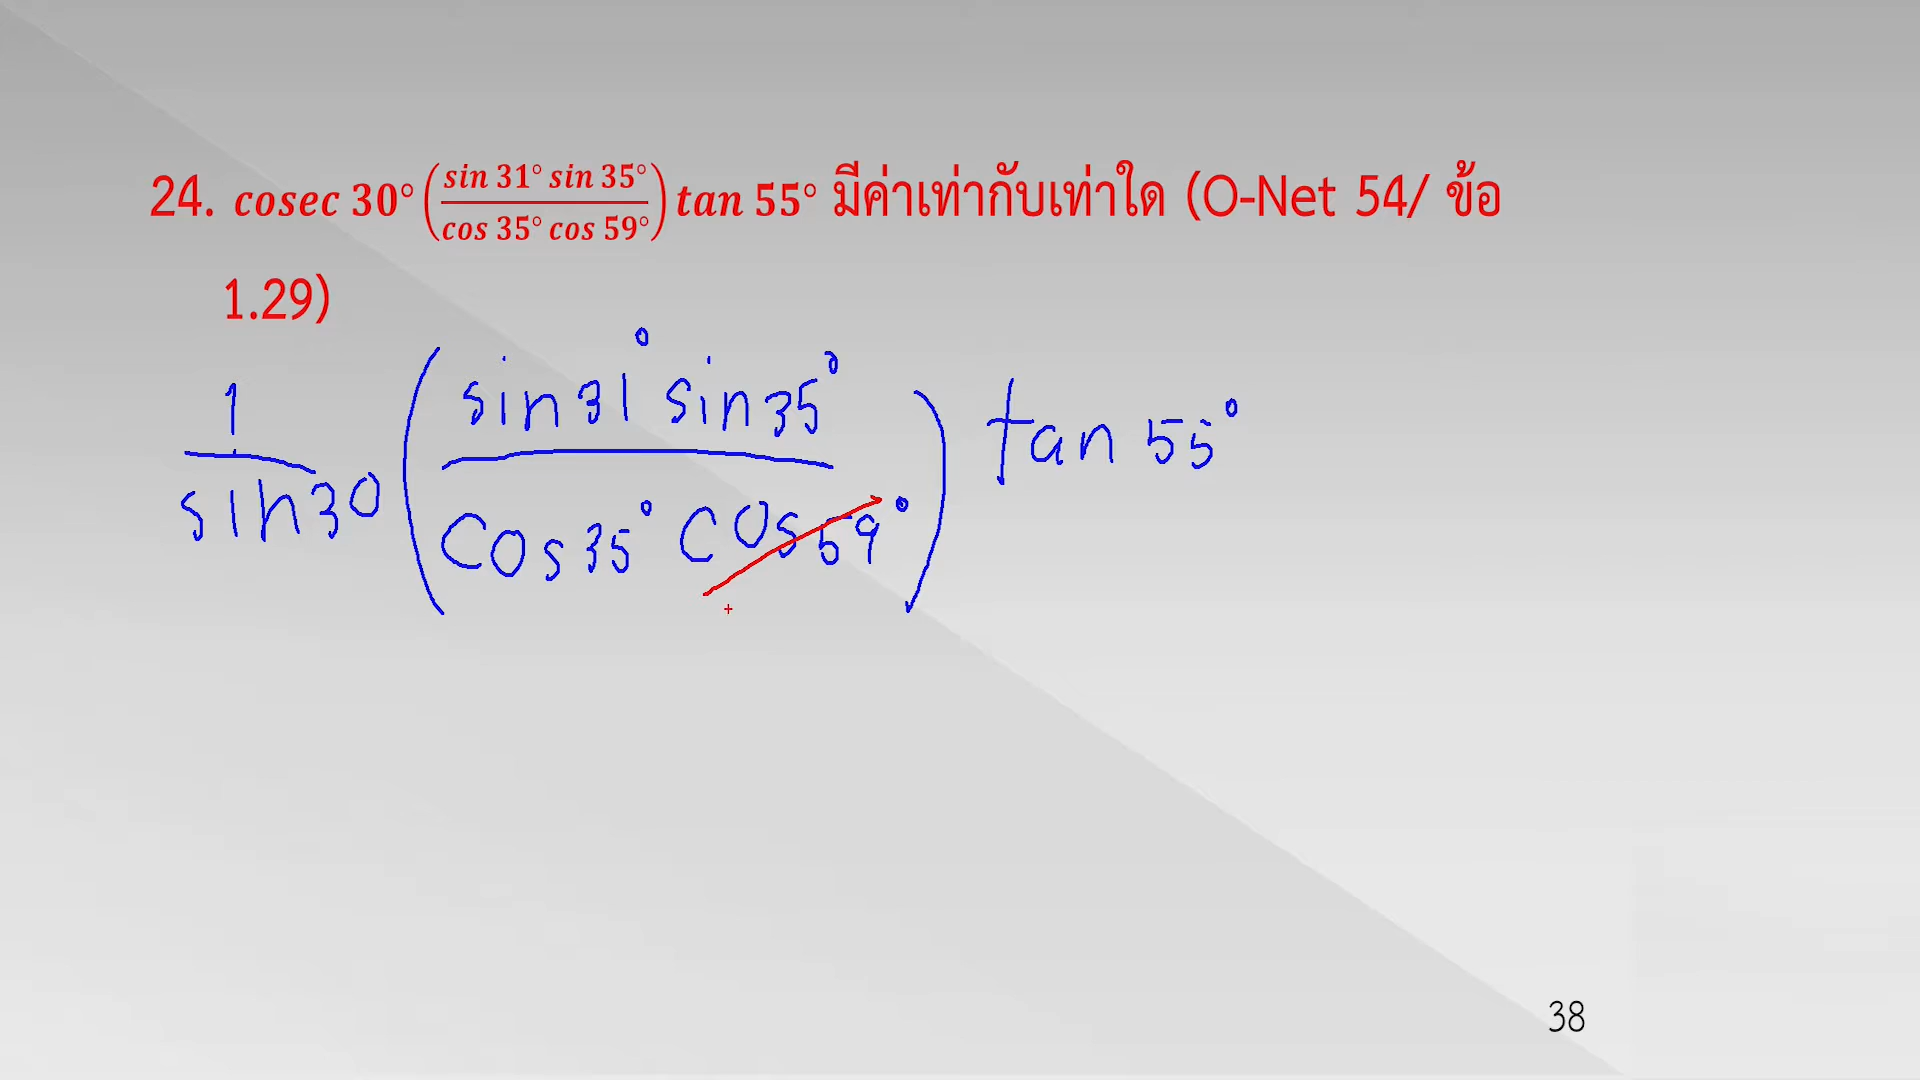 24. cosec 30° (sin 31° sin 35° / cos 35° cos 59°) tan 55° มีค่าเท่ากับเท่าใด (O-Net 54/ ข้อ
1.29)
1 / sin30 (sin31° sin35° / cos35° cos59°) tan 55°
38